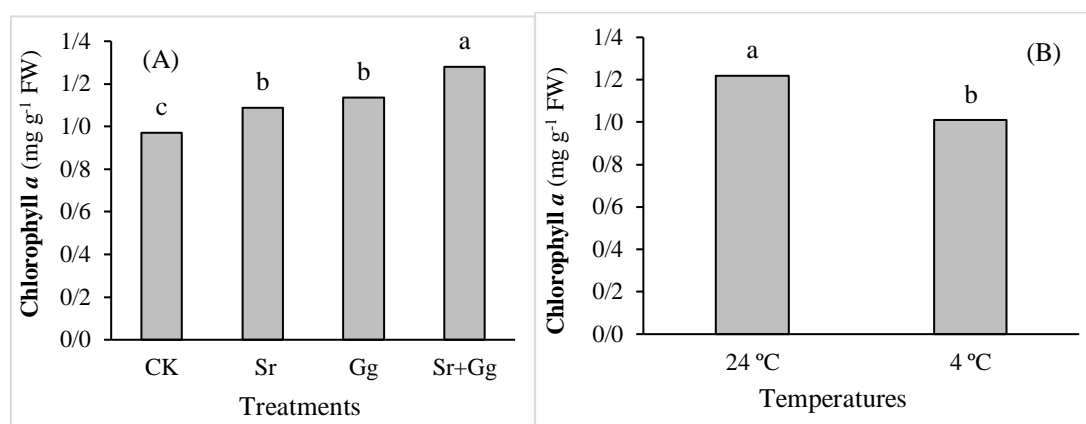 (A)
Chlorophyll a (mg g-1 FW)
1/4
1/2
1/0
0/8
0/6
0/4
0/2
0/0
c
b
b
a
CK Sr Gg Sr+Gg
Treatments
(B)
Chlorophyll a (mg g-1 FW)
1/4
1/2
1/0
0/8
0/6
0/4
0/2
0/0
a
b
24 ºC 4 ºC
Temperatures